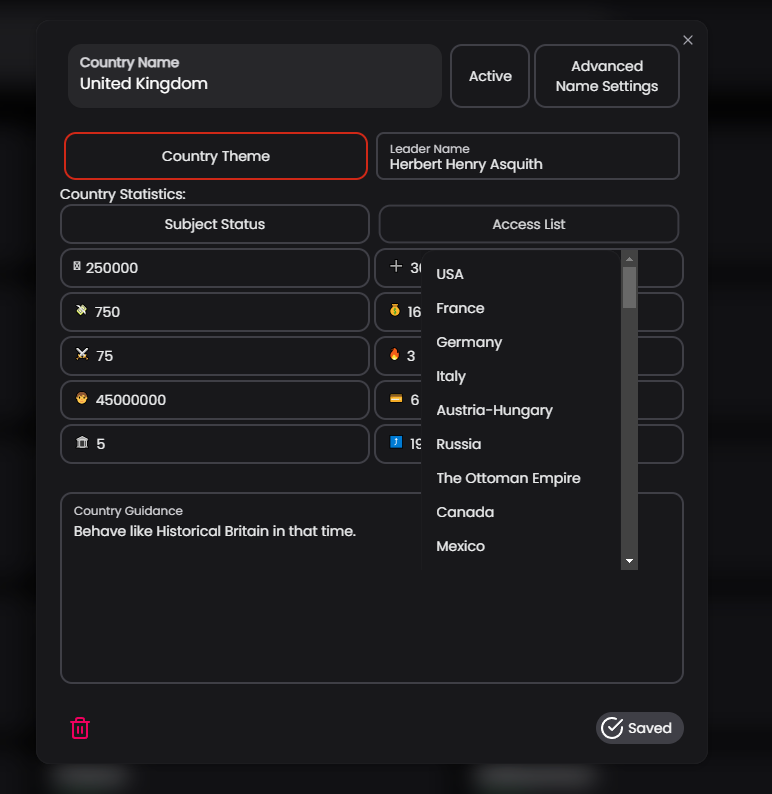 Country Name
United Kingdom
Active
Advanced
Name Settings
Country Theme
Leader Name
Herbert Henry Asquith
Country Statistics:
Subject Status
Access List
250000
750
16
75
3
45000000
6
5
19
USA
France
Germany
Italy
Austria-Hungary
Russia
The Ottoman Empire
Canada
Mexico
Country Guidance
Behave like Historical Britain in that time.
Saved